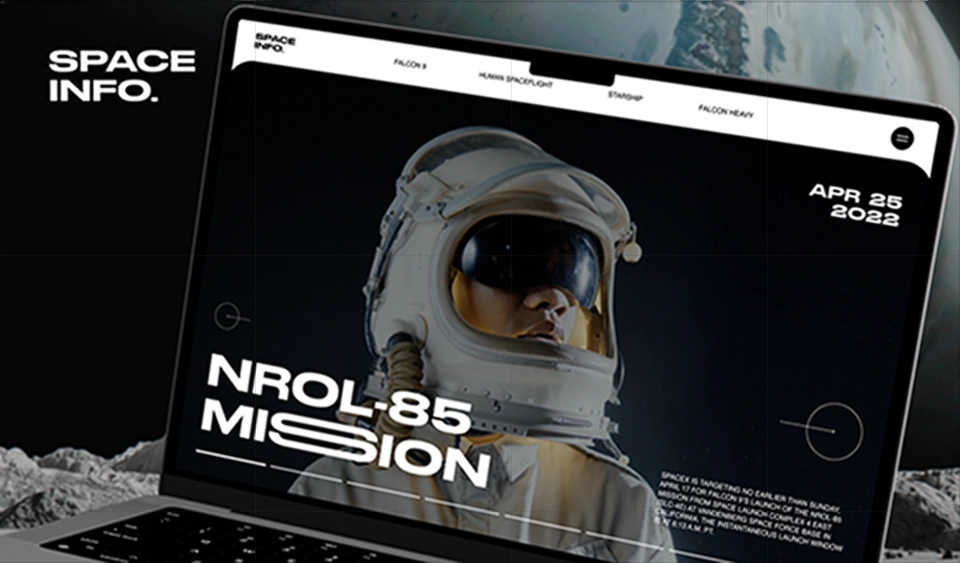 SPACE
INFO.
SPACE
INFO.
FALCON 9
HUMAN SPACEFLIGHT
STARSHIP
FALCON HEAVY
APR 25
2022
NROL-85
MISSION
SPACEX IS TARGETING NO EARLIER THAN SUNDAY,
APRIL 17 FOR FALCON 9'S LAUNCH OF THE NROL-85
MISSION FROM SPACE LAUNCH COMPLEX 4 EAST
(SLC-4E) AT VANDENBERG SPACE FORCE BASE IN
CALIFORNIA. THE INSTANTANEOUS LAUNCH WINDOW
IS AT 6:13 A.M. PT.